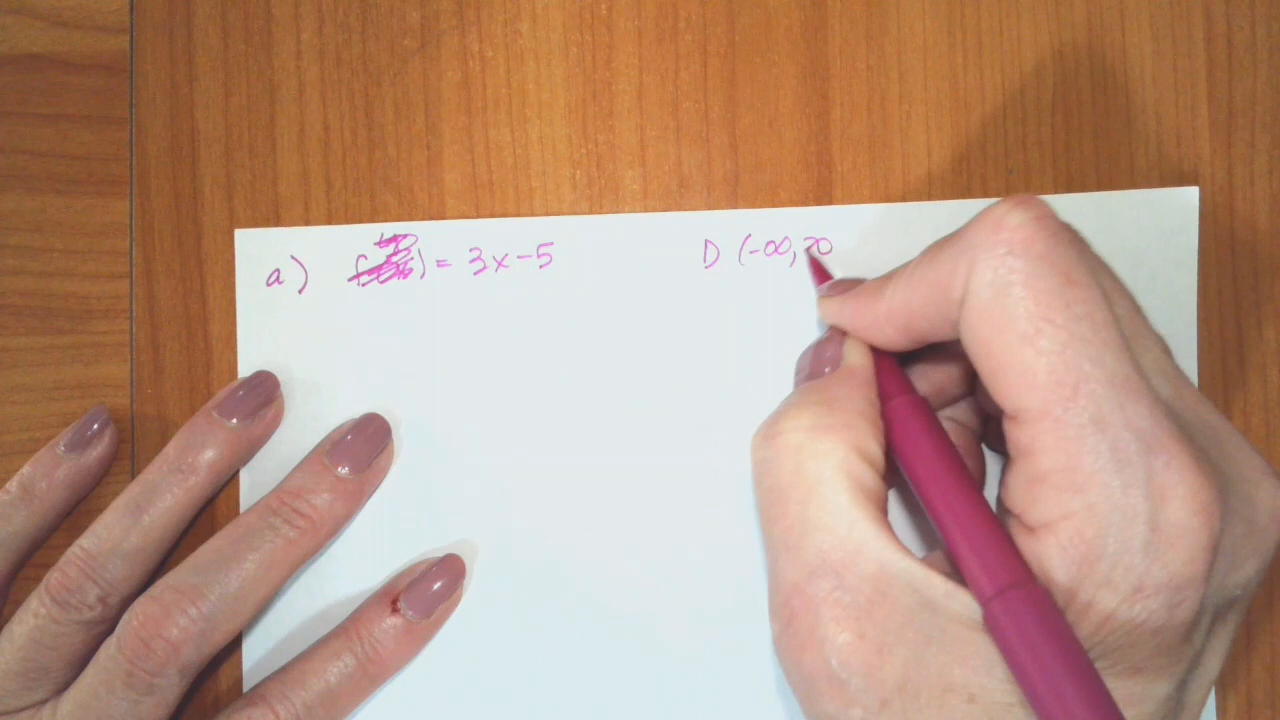 a) ) = 3x-5 D (-∞,∞